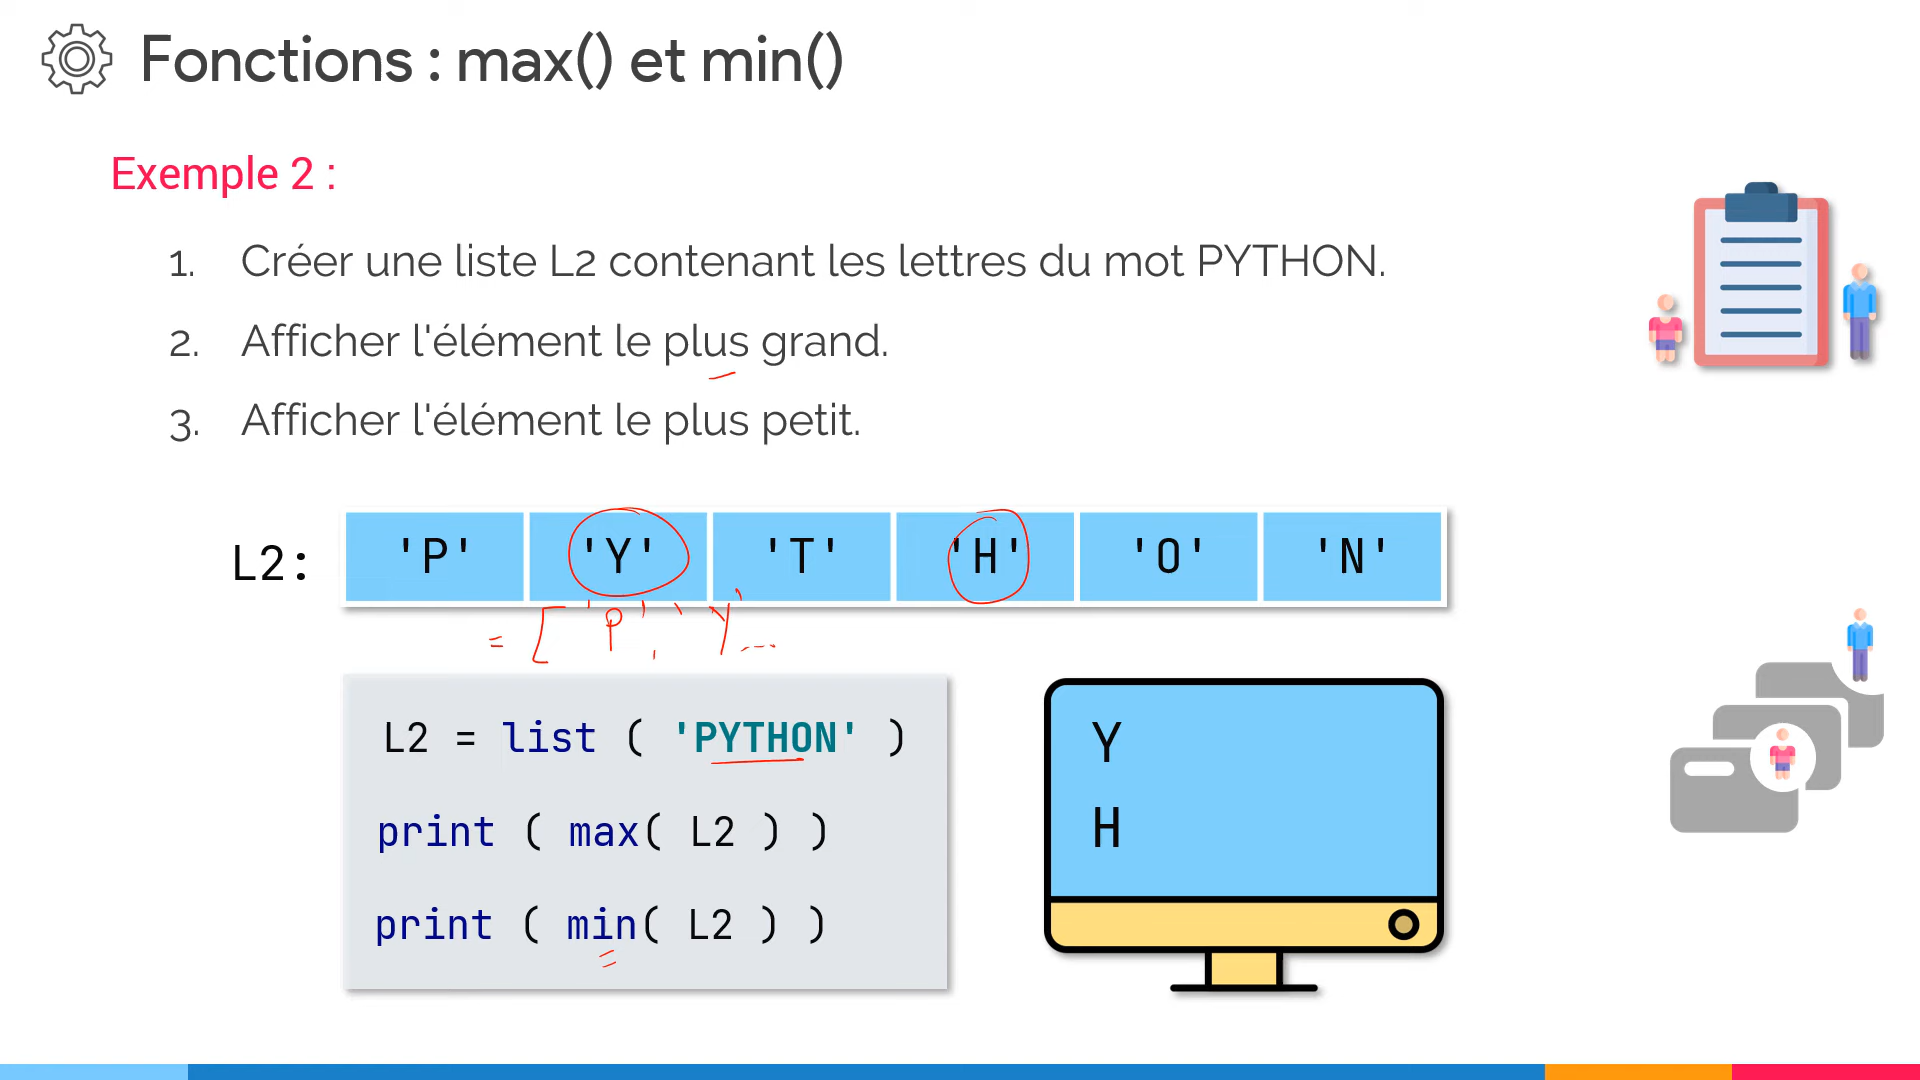 Fonctions : max() et min()
Exemple 2 :
1. Créer une liste L2 contenant les lettres du mot PYTHON.
2. Afficher l'élément le plus grand.
3. Afficher l'élément le plus petit.
L2: 'P' 'Y' 'T' 'H' 'O' 'N'
= [ 'P', 'Y' ...
L2 = list ( 'PYTHON' )
print ( max( L2 ) )
print ( min( L2 ) )
Y
H